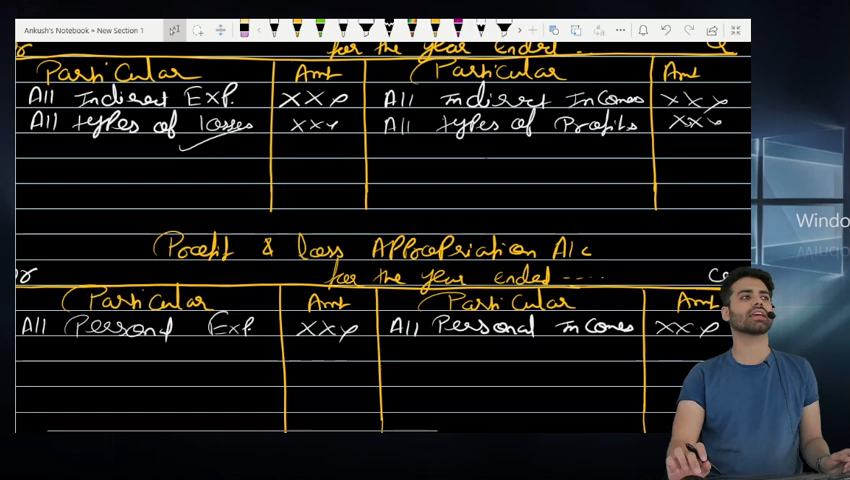 Ankush's Notebook » New Section 1
for the year ended ...
Particular Amt Particular Amt
All Indirect Exp. xxx All Indirect Incomes xxx
All types of losses xxx All types of Profits xxx
Windo
Profit & loss Appropriation A/c
for the year ended ....
Particular Amt Particular Amt
All Personal Exp xxx All Personal Incomes xxx